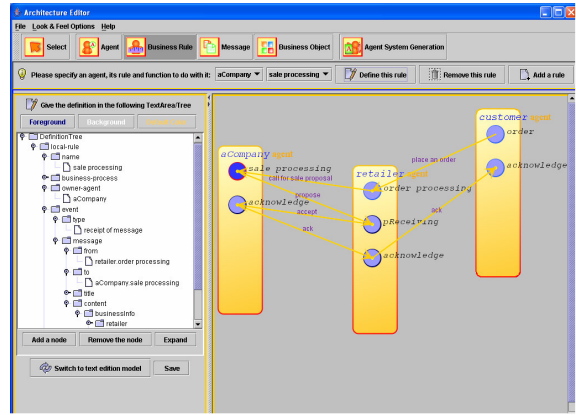 Architecture Editor
File Look & Feel Options Help
Select Agent Business Rule Message Business Object Agent System Generation
Please specify an agent, its rule and function to do with it: aCompany sale processing Define this rule Remove this rule Add a rule
Give the definition in the following TextArea/Tree
Foreground Background
DefinitionTree
local-rule
name
sale processing
business-process
owner-agent
aCompany
event
type
receipt of message
message
from
retailer.order processing
to
aCompany.sale processing
title
content
businessInfo
retailer
Add a node Remove the node Expand
Switch to text edition model Save
customer agent
order
acknowledge
place an order
aCompany agent
sale processing
call for sale proposal
acknowledge
propose
accept
ack
retailer agent
order processing
pReceiving
acknowledge
ack